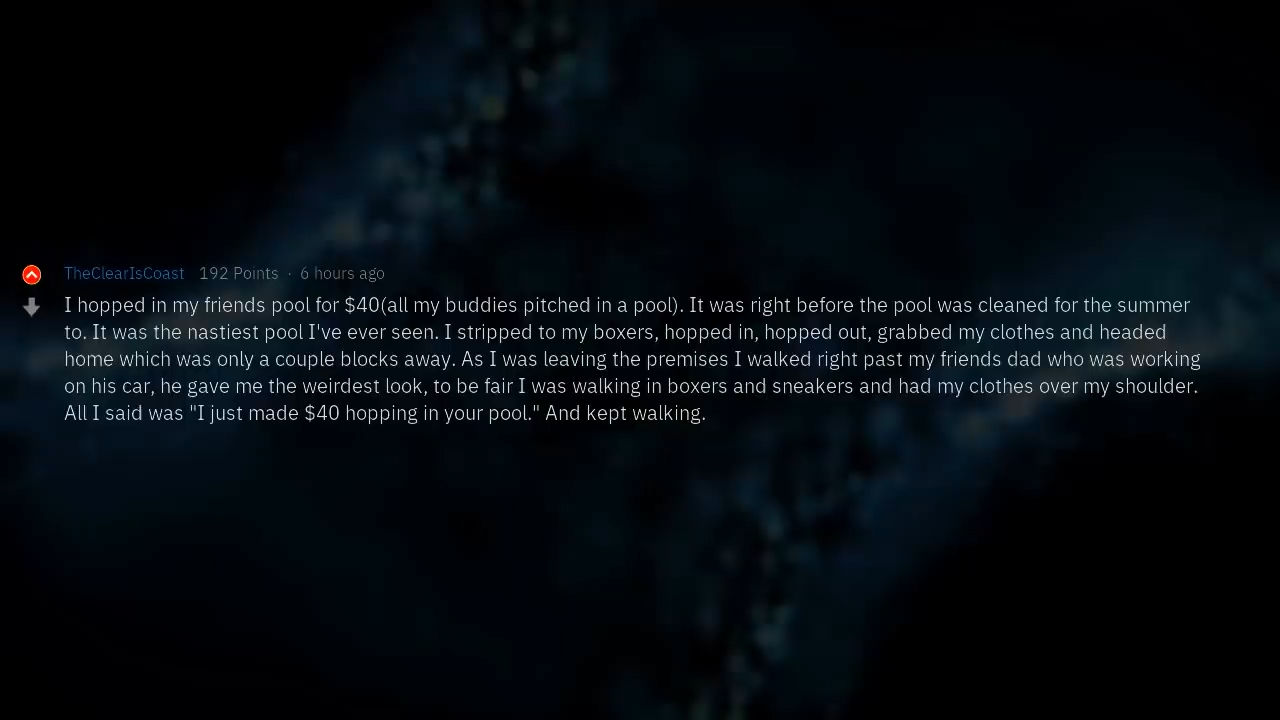 TheClearIsCoast 192 Points · 6 hours ago
I hopped in my friends pool for $40(all my buddies pitched in a pool). It was right before the pool was cleaned for the summer
to. It was the nastiest pool I've ever seen. I stripped to my boxers, hopped in, hopped out, grabbed my clothes and headed
home which was only a couple blocks away. As I was leaving the premises I walked right past my friends dad who was working
on his car, he gave me the weirdest look, to be fair I was walking in boxers and sneakers and had my clothes over my shoulder.
All I said was "I just made $40 hopping in your pool." And kept walking.